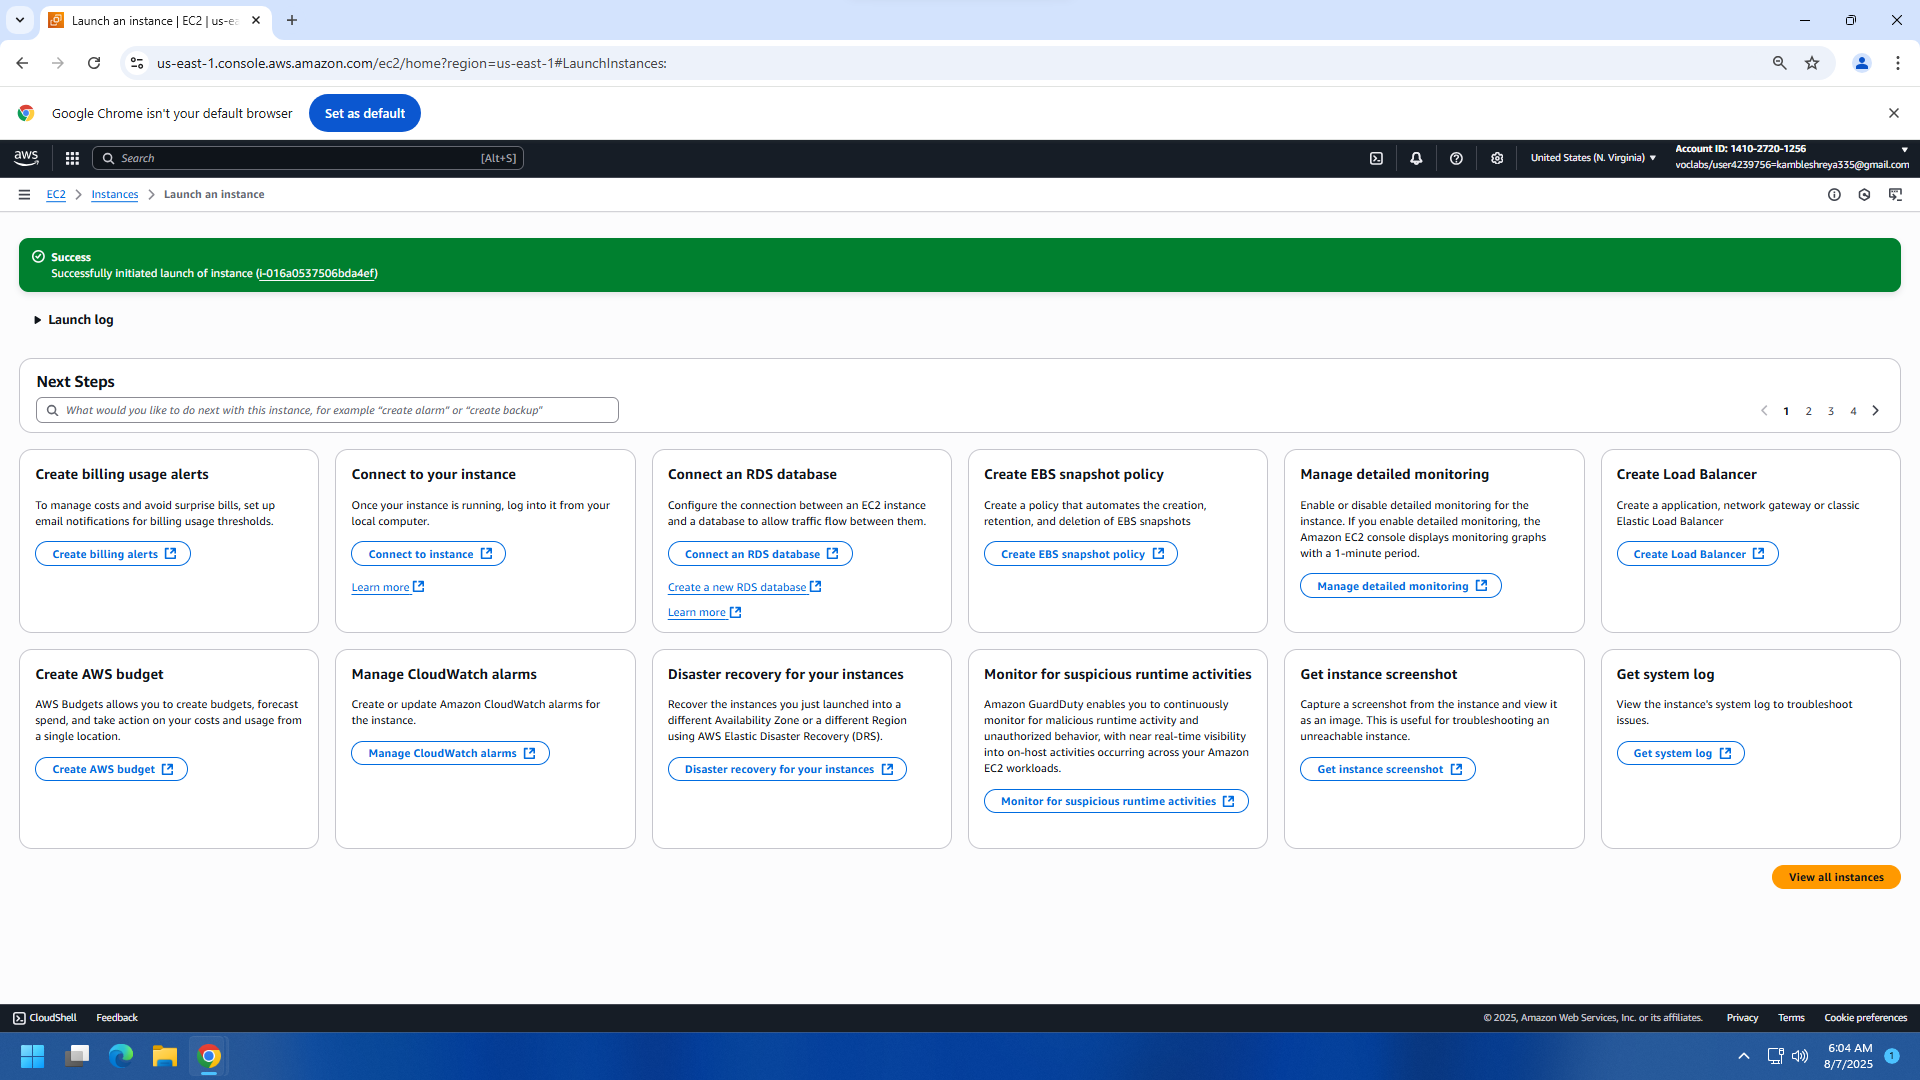 Launch an instance | EC2 | us-ea
us-east-1.console.aws.amazon.com/ec2/home?region=us-east-1#LaunchInstances:
Google Chrome isn't your default browser
Set as default
aws
Search
[Alt+S]
United States (N. Virginia)
Account ID: 1410-2720-1256
voclabs/user4239756=kambleshreya335@gmail.com
EC2
Instances
Launch an instance
Success
Successfully initiated launch of instance (i-016a0537506bda4ef)
Launch log
Next Steps
What would you like to do next with this instance, for example "create alarm" or "create backup"
1 2 3 4
Create billing usage alerts
To manage costs and avoid surprise bills, set up
email notifications for billing usage thresholds.
Create billing alerts
Connect to your instance
Once your instance is running, log into it from your
local computer.
Connect to instance
Learn more
Connect an RDS database
Configure the connection between an EC2 instance
and a database to allow traffic flow between them.
Connect an RDS database
Create a new RDS database
Learn more
Create EBS snapshot policy
Create a policy that automates the creation,
retention, and deletion of EBS snapshots
Create EBS snapshot policy
Manage detailed monitoring
Enable or disable detailed monitoring for the
instance. If you enable detailed monitoring, the
Amazon EC2 console displays monitoring graphs
with a 1-minute period.
Manage detailed monitoring
Create Load Balancer
Create a application, network gateway or classic
Elastic Load Balancer
Create Load Balancer
Create AWS budget
AWS Budgets allows you to create budgets, forecast
spend, and take action on your costs and usage from
a single location.
Create AWS budget
Manage CloudWatch alarms
Create or update Amazon CloudWatch alarms for
the instance.
Manage CloudWatch alarms
Disaster recovery for your instances
Recover the instances you just launched into a
different Availability Zone or a different Region
using AWS Elastic Disaster Recovery (DRS).
Disaster recovery for your instances
Monitor for suspicious runtime activities
Amazon GuardDuty enables you to continuously
monitor for malicious runtime activity and
unauthorized behavior, with near real-time visibility
into on-host activities occurring across your Amazon
EC2 workloads.
Monitor for suspicious runtime activities
Get instance screenshot
Capture a screenshot from the instance and view it
as an image. This is useful for troubleshooting an
unreachable instance.
Get instance screenshot
Get system log
View the instance's system log to troubleshoot
issues.
Get system log
View all instances
CloudShell
Feedback
© 2025, Amazon Web Services, Inc. or its affiliates.
Privacy
Terms
Cookie preferences
6:04 AM
8/7/2025
1